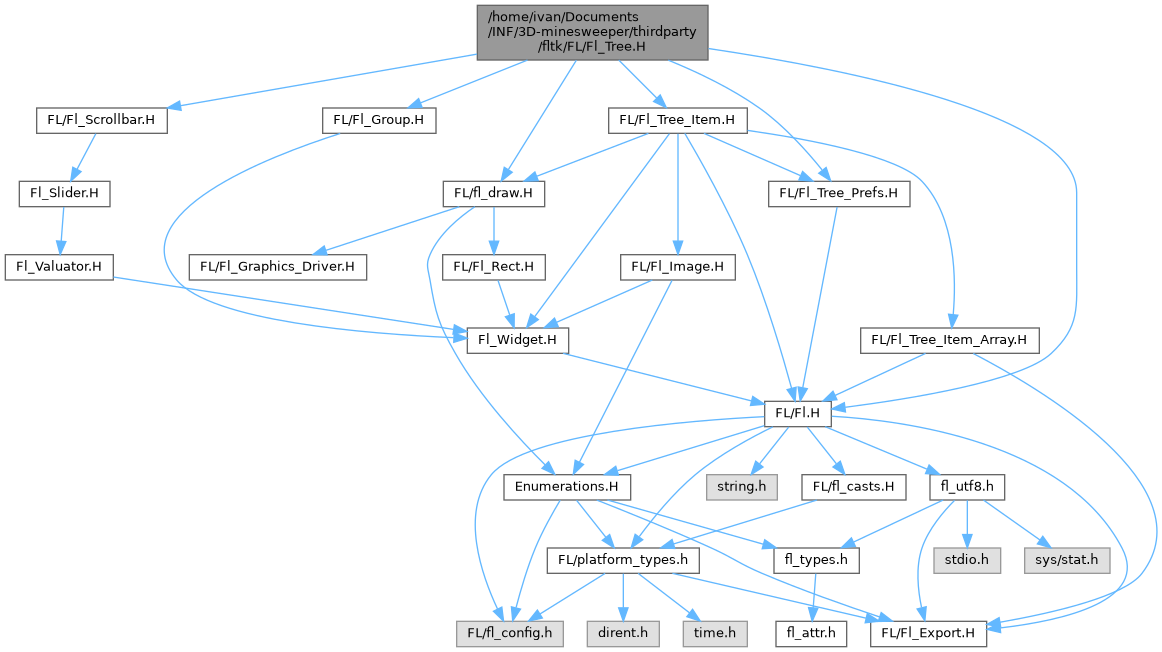 /home/ivan/Documents
/INF/3D-minesweeper/thirdparty
/fltk/FL/Fl_Tree.H
FL/Fl_Scrollbar.H
FL/Fl_Group.H
FL/Fl_Tree_Item.H
Fl_Slider.H
FL/fl_draw.H
FL/Fl_Tree_Prefs.H
Fl_Valuator.H
FL/Fl_Graphics_Driver.H
FL/Fl_Rect.H
FL/Fl_Image.H
Fl_Widget.H
FL/Fl_Tree_Item_Array.H
FL/Fl.H
Enumerations.H
string.h
FL/fl_casts.H
fl_utf8.h
FL/platform_types.h
fl_types.h
stdio.h
sys/stat.h
FL/fl_config.h
dirent.h
time.h
fl_attr.h
FL/Fl_Export.H